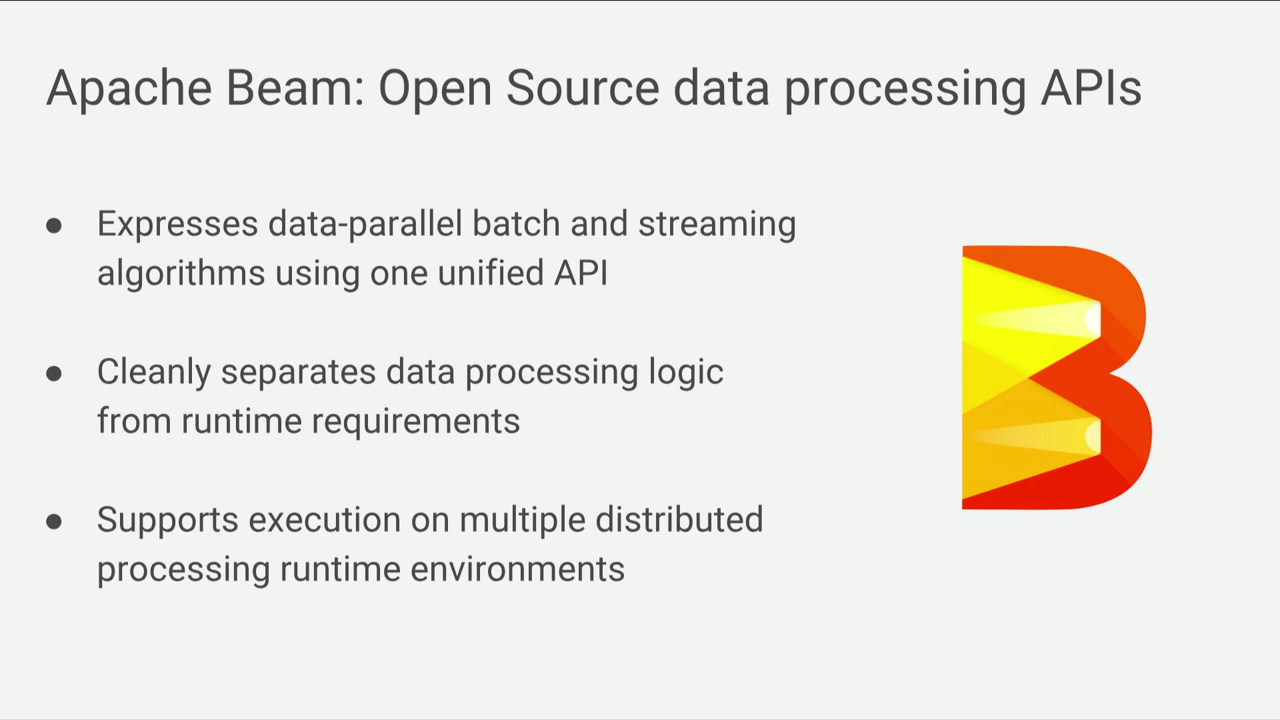 Apache Beam: Open Source data processing APIs
● Expresses data-parallel batch and streaming
algorithms using one unified API
● Cleanly separates data processing logic
from runtime requirements
● Supports execution on multiple distributed
processing runtime environments